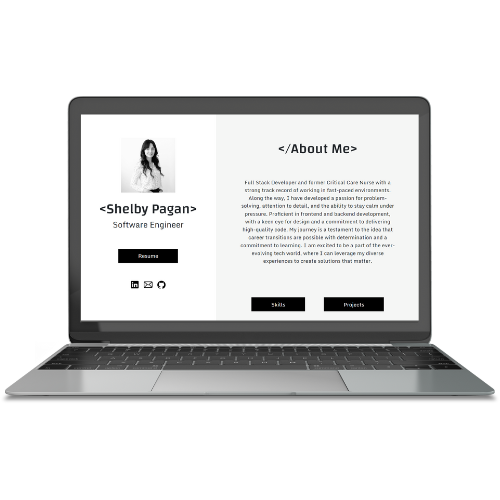 <Shelby Pagan>
Software Engineer
Resume
</About Me>
Full Stack Developer and former Critical Care Nurse with a
strong track record of working in fast-paced environments.
Along the way, I have developed a passion for problem-
solving, attention to detail, and the ability to stay calm under
pressure. Proficient in frontend and backend development,
with a keen eye for design and a commitment to delivering
high-quality code. My journey is a testament to the idea that
career transitions are possible with determination and a
commitment to learning. I am excited to be a part of the ever-
evolving tech world, where I can leverage my diverse
experiences to create solutions that matter.
Skills
Projects